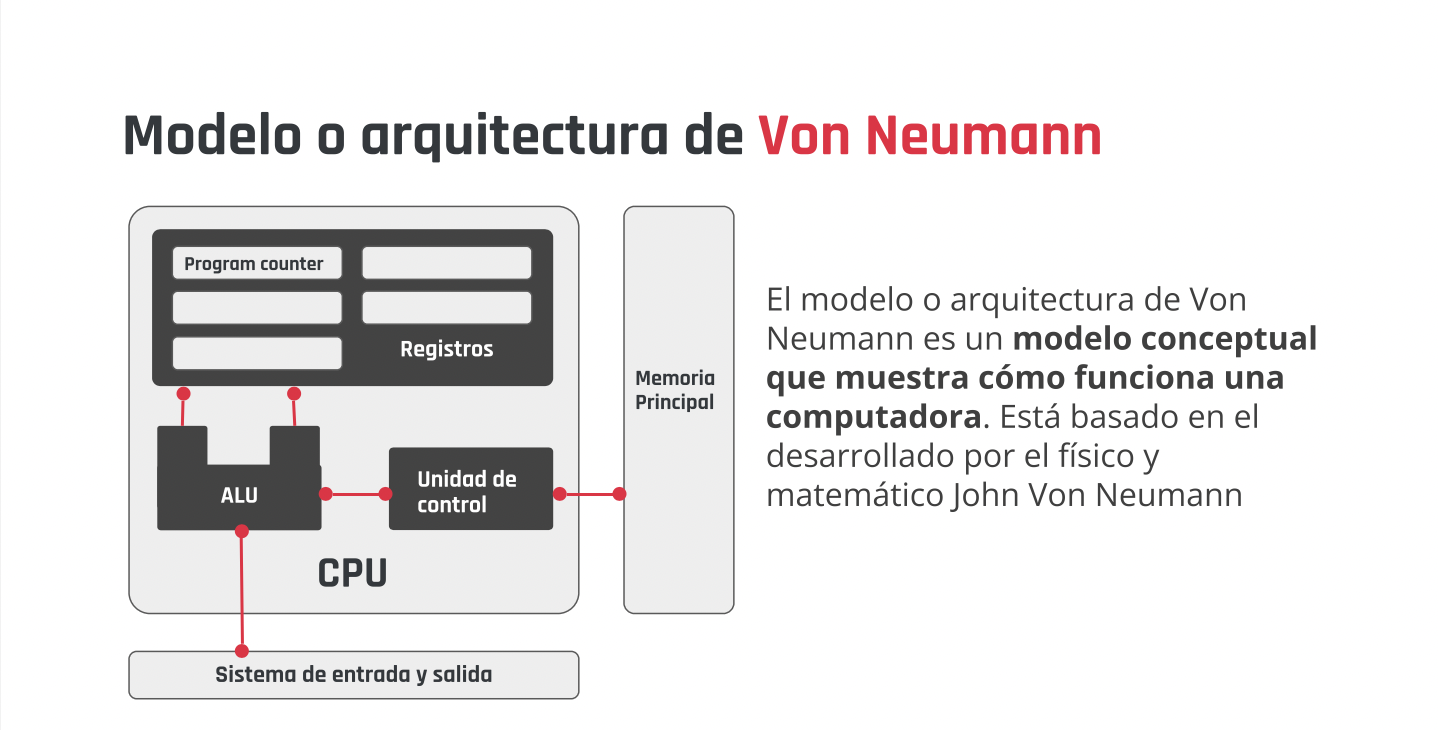 Modelo o arquitectura de Von Neumann
Program counter
Registros
ALU
Unidad de
control
CPU
Sistema de entrada y salida
Memoria
Principal
El modelo o arquitectura de Von
Neumann es un modelo conceptual
que muestra cómo funciona una
computadora. Está basado en el
desarrollado por el físico y
matemático John Von Neumann